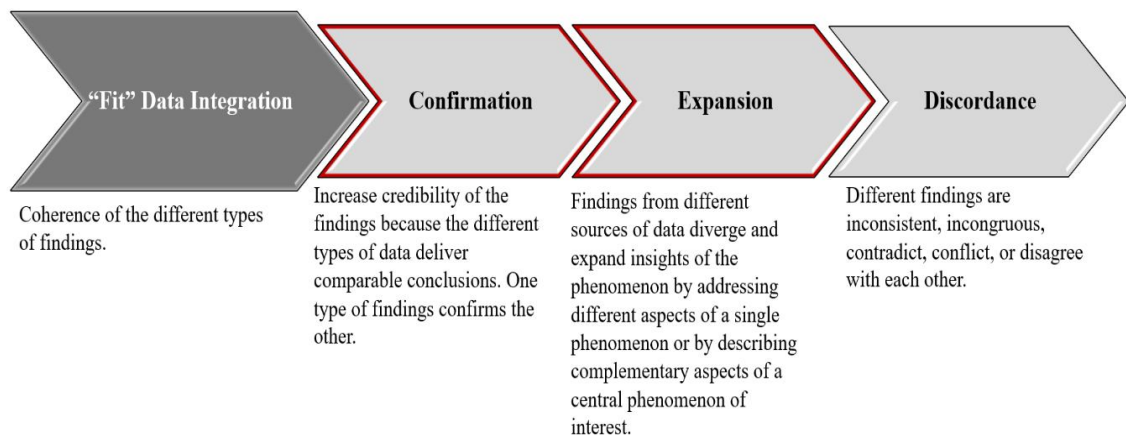 “Fit” Data Integration
Coherence of the different types
of findings.
Confirmation
Increase credibility of the
findings because the different
types of data deliver
comparable conclusions. One
type of findings confirms the
other.
Expansion
Findings from different
sources of data diverge and
expand insights of the
phenomenon by addressing
different aspects of a single
phenomenon or by describing
complementary aspects of a
central phenomenon of
interest.
Discordance
Different findings are
inconsistent, incongruous,
contradict, conflict, or disagree
with each other.